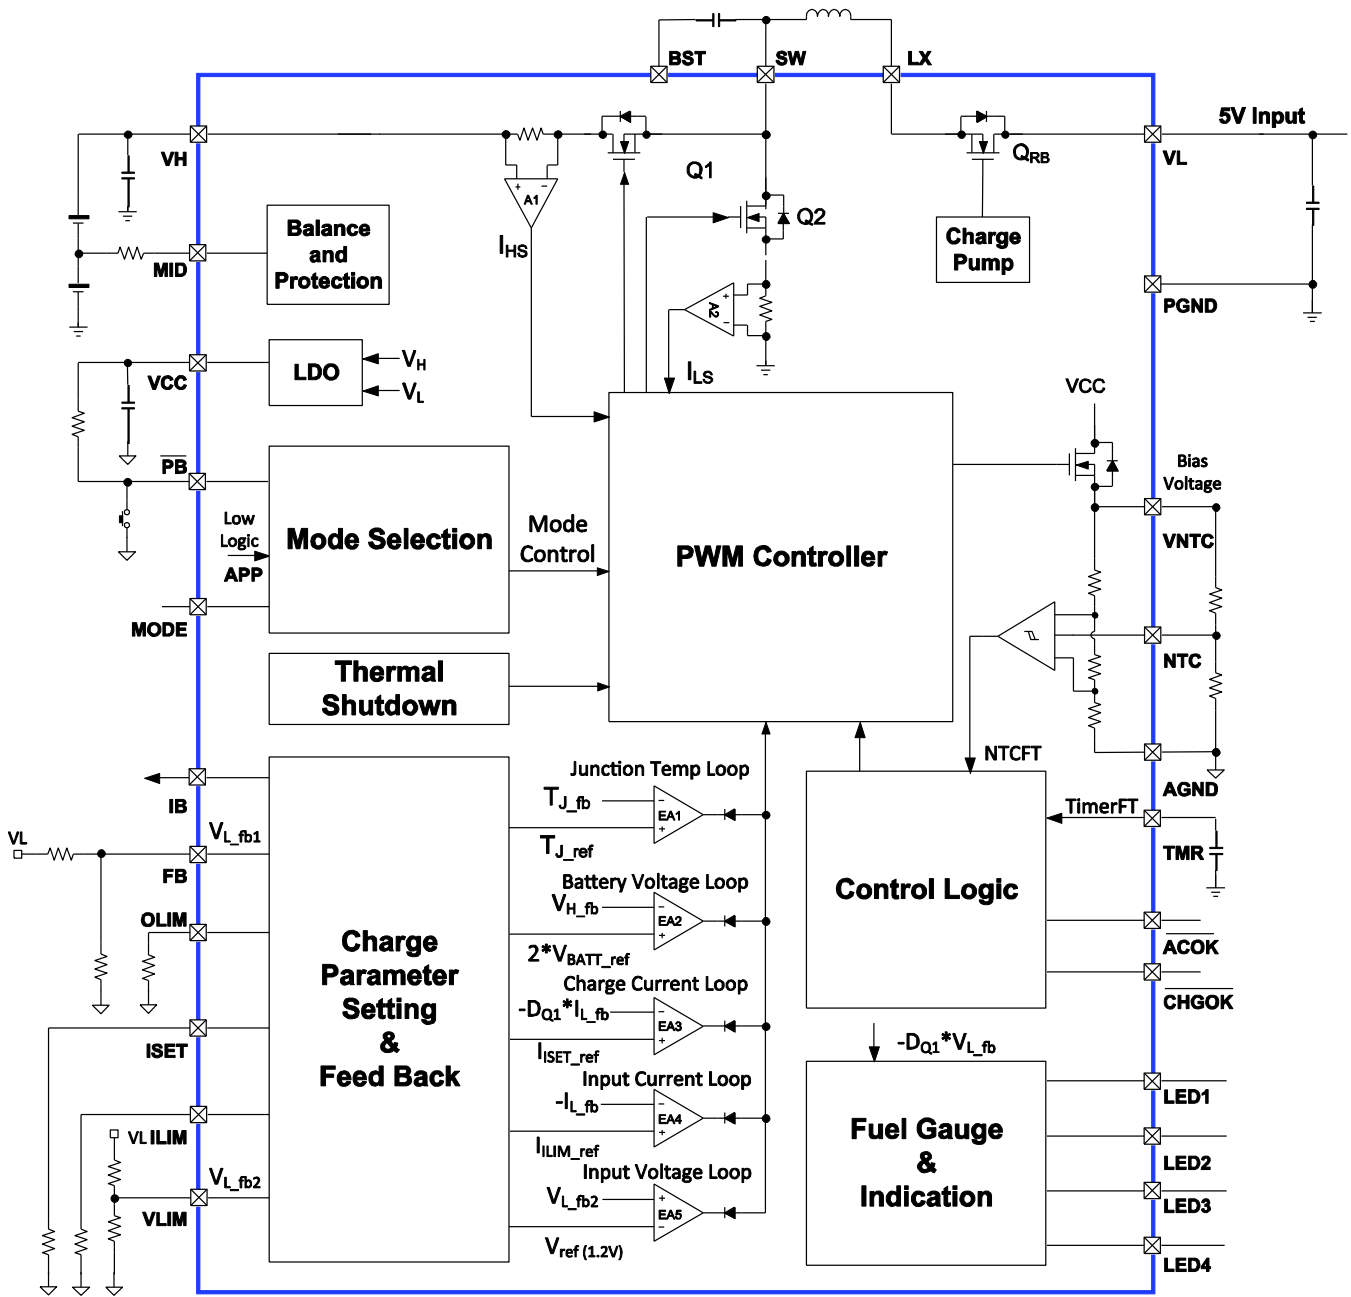 BST
SW
LX
5V Input
VH
VL
Q1
QRB
A1
Q2
IHS
Balance
and
Protection
MID
Charge
Pump
PGND
A2
ILS
LDO
VH
VL
VCC
VCC
PB
Bias
Voltage
Low
Logic
APP
Mode Selection
Mode
Control
PWM Controller
VNTC
MODE
NTC
Thermal
Shutdown
NTCFT
AGND
Junction Temp Loop
TJ_fb
EA1
TJ_ref
IB
VL_fb1
VL
FB
TimerFT
TMR
Control Logic
OLIM
Battery Voltage Loop
VH_fb
EA2
2*VBATT_ref
ACOK
CHGOK
Charge
Parameter
Setting
&
Feed Back
Charge Current Loop
-DQ1*IL_fb
EA3
IISET_ref
ISET
-DQ1*VL_fb
Input Current Loop
-IL_fb
EA4
IILIM_ref
VL
ILIM
Fuel Gauge
&
Indication
LED1
LED2
LED3
LED4
Input Voltage Loop
VL_fb2
EA5
Vref (1.2V)
VL_fb2
VLIM
+
−
+
−
−
+
−
+
−
+
−
+
+
−